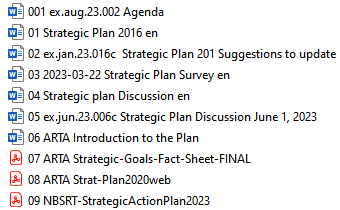 001 ex.aug.23.002 Agenda
01 Strategic Plan 2016 en
02 ex.jan.23.016c  Strategic Plan 201 Suggestions to update
03 2023-03-22 Strategic Plan Survey en
04 Strategic plan Discussion en
05 ex.jun.23.006c Strategic Plan Discussion June 1, 2023
06 ARTA Introduction to the Plan
07 ARTA Strategic-Goals-Fact-Sheet-FINAL
08 ARTA Strat-Plan2020web
09 NBSRT-StrategicActionPlan2023